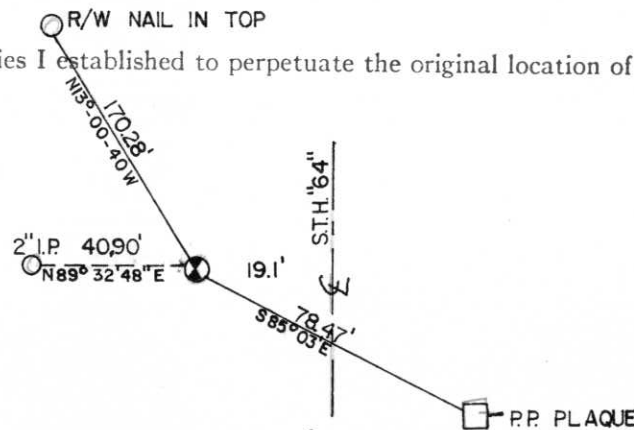 R/W NAIL IN TOP
ies I established to perpetuate the original location of
170.28'
N13°-00-40W
S.T.H. "64"
2" I.P. 40.90'
N89° 32' 48" E
19.1'
78.47'
S85° 03' E
P.P. PLAQUE